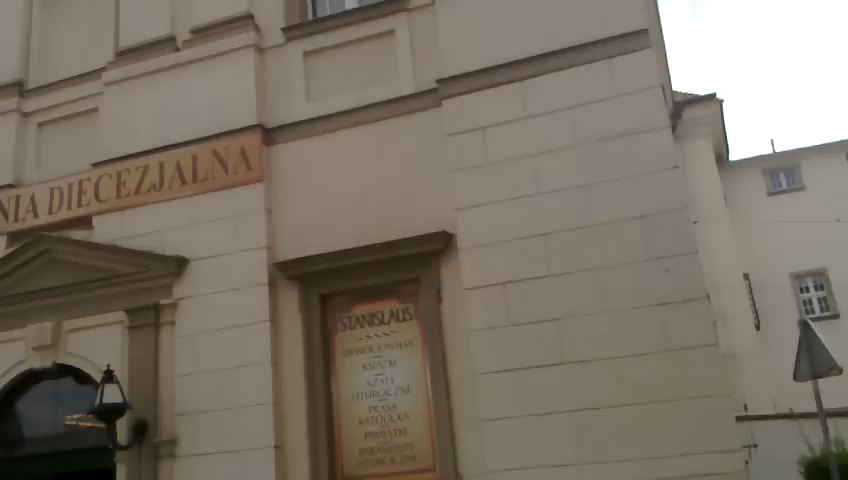 NIA DIECEZJALNA
STANISLAUS
DEWOCJONALIA
KSIĄŻKI
SZATY
LITURGICZNE
PRASA
KATOLICKA
PAMIĄTKI
PARAMENTY
LITURGICZNE